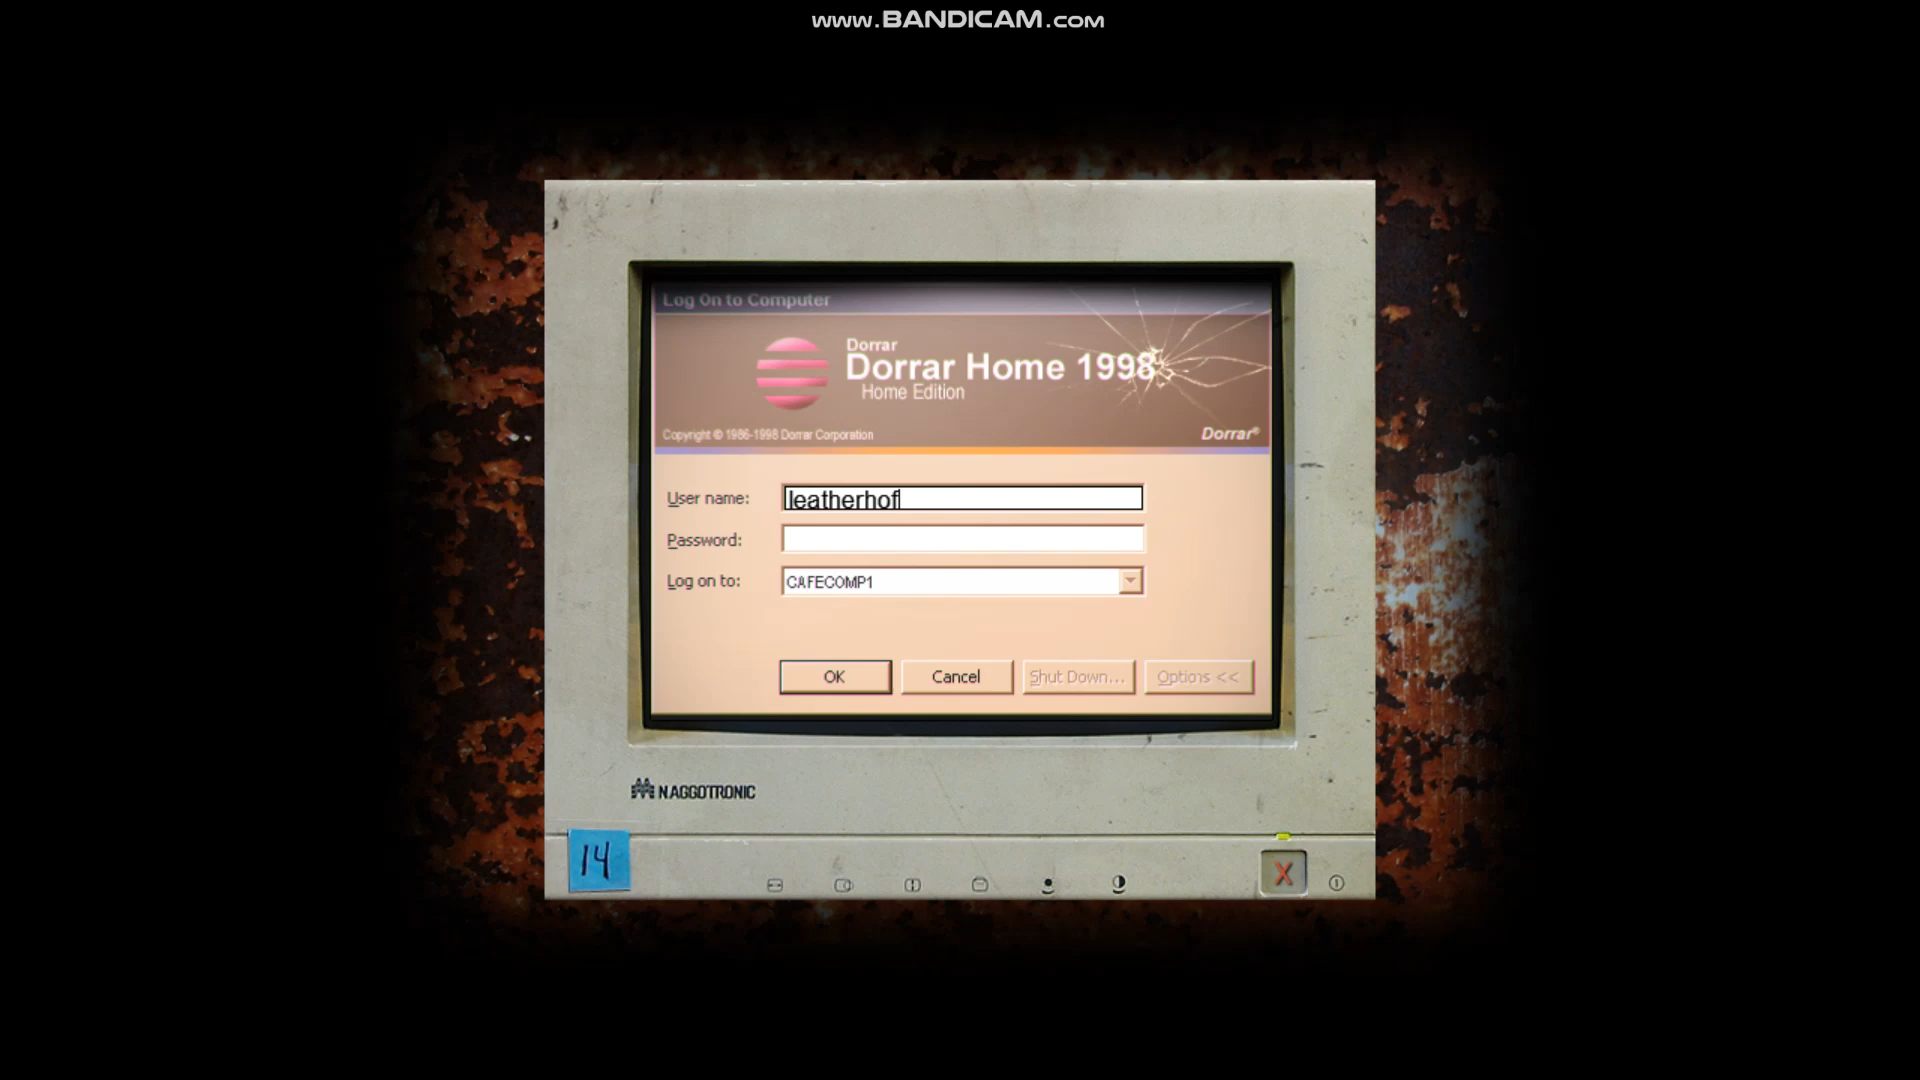 www.BANDICAM.com
Log On to Computer
Dorrar
Dorrar Home 1998
Home Edition
Copyright © 1986-1998 Dorrar Corporation
Dorrar®
User name: leatherhof
Password:
Log on to: CAFECOMP1
OK Cancel Shut Down... Options <<
NAGGOTRONIC
14
X